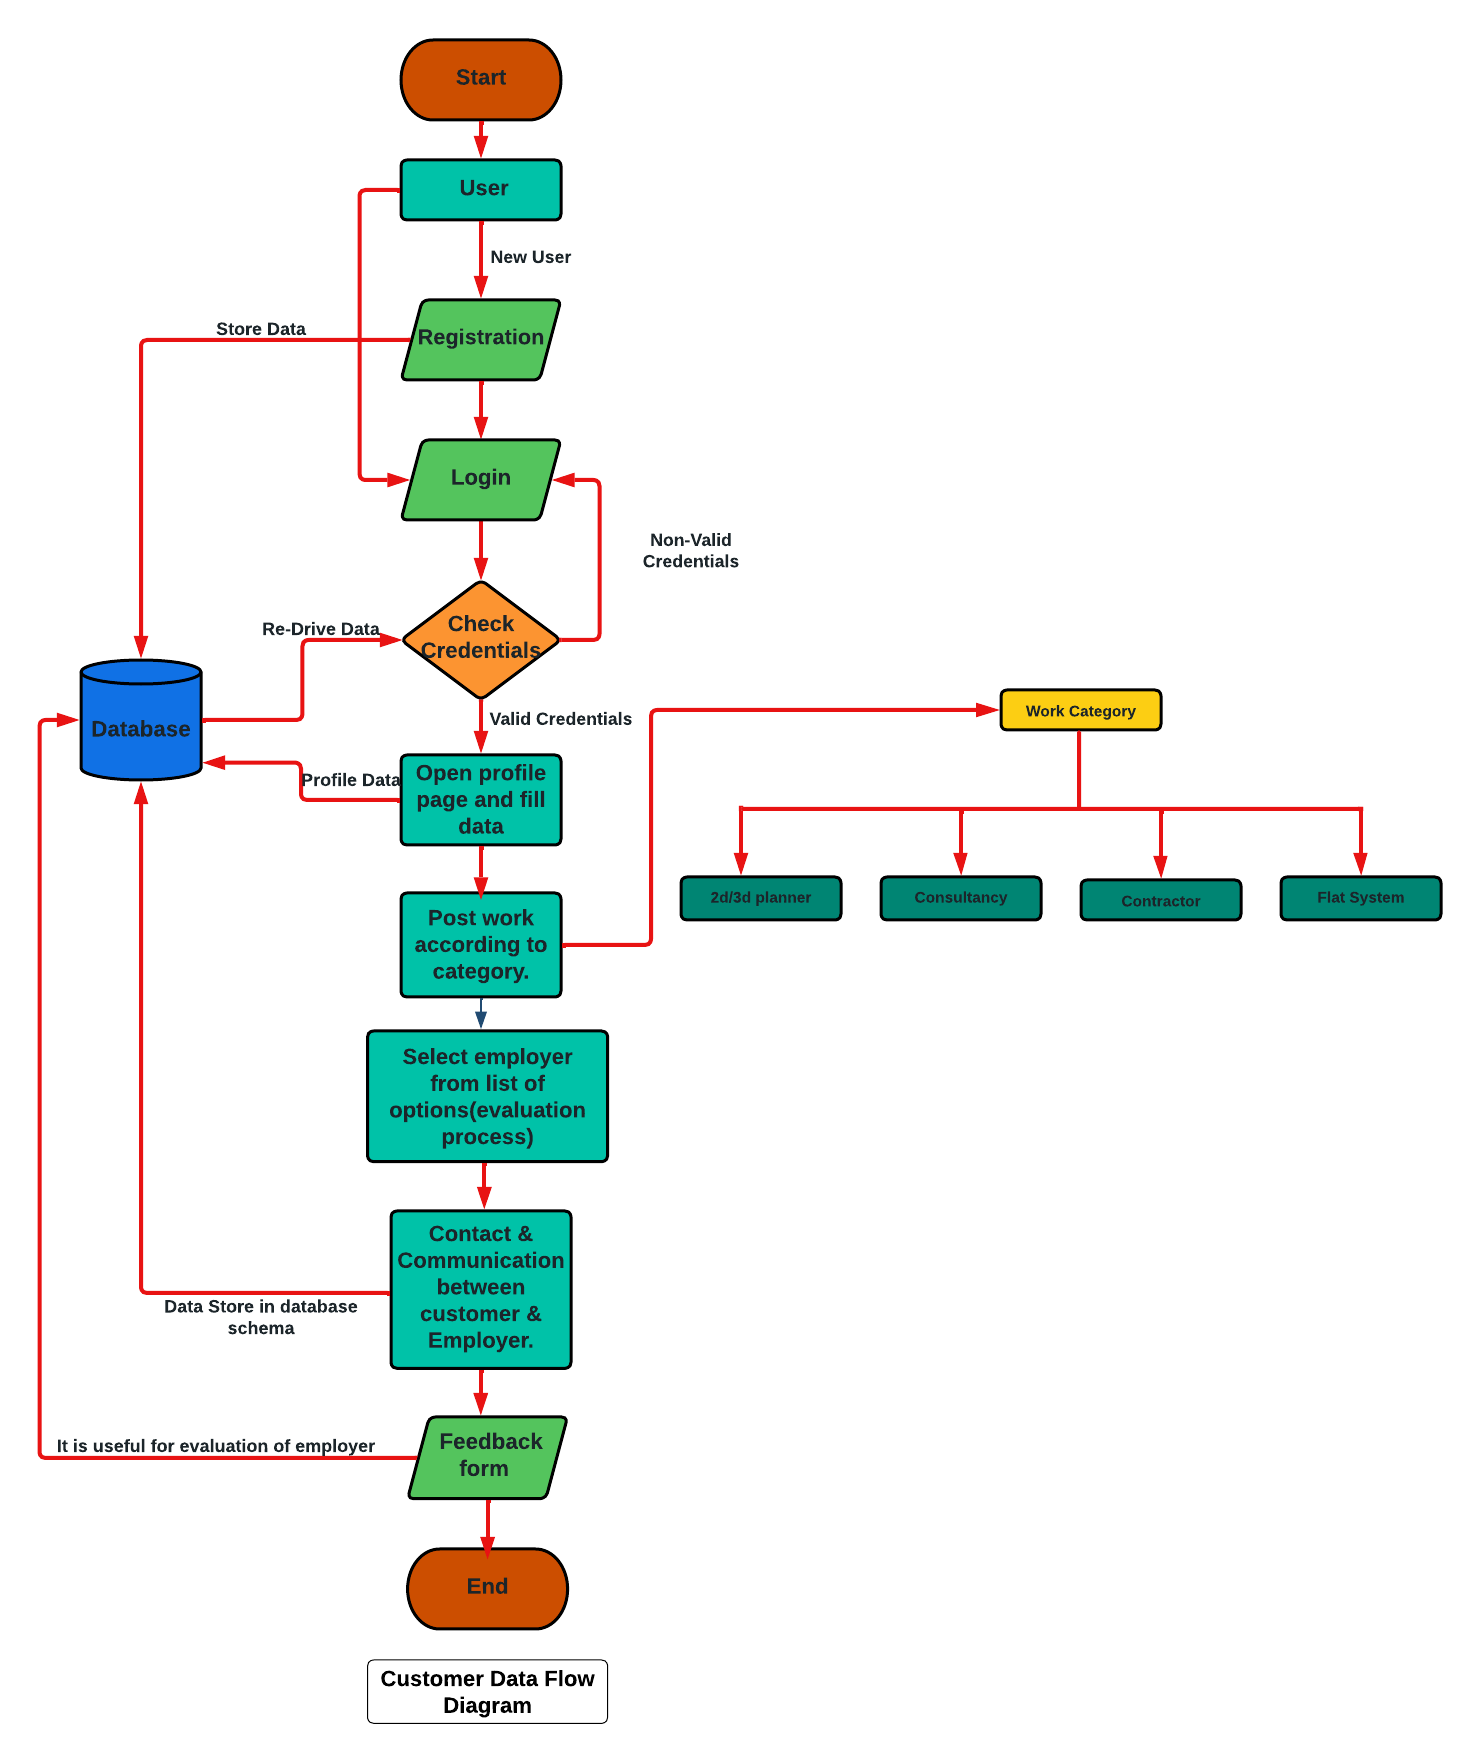 Start
User
New User
Store Data
Registration
Login
Non-Valid
Credentials
Re-Drive Data
Check
Credentials
Database
Valid Credentials
Work Category
Profile Data
Open profile
page and fill
data
2d/3d planner
Consultancy
Contractor
Flat System
Post work
according to
category.
Select employer
from list of
options(evaluation
process)
Contact &
Communication
between
customer &
Employer.
Data Store in database
schema
It is useful for evaluation of employer
Feedback
form
End
Customer Data Flow
Diagram